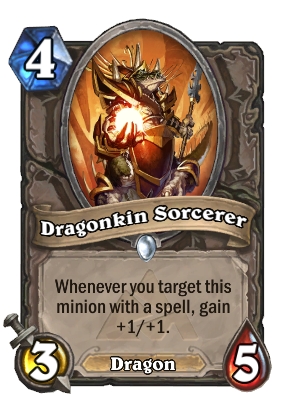 4
Dragonkin Sorcerer
Whenever you target this
minion with a spell, gain
+1/+1.
Dragon
3
5